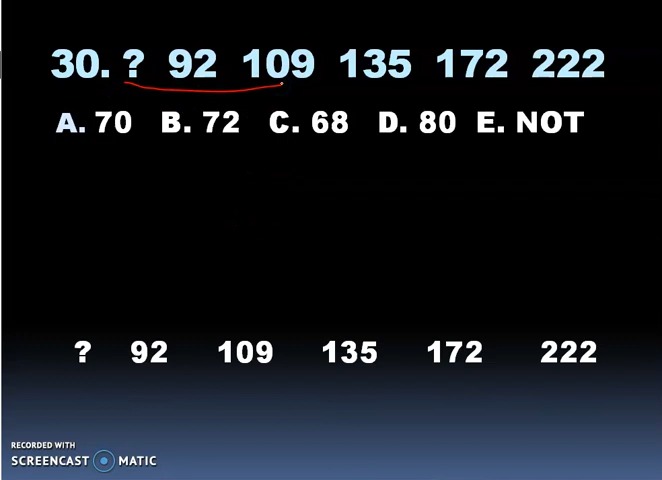 30. ? 92 109 135 172 222
A. 70 B. 72 C. 68 D. 80 E. NOT
? 92 109 135 172 222
RECORDED WITH
SCREENCAST MATIC